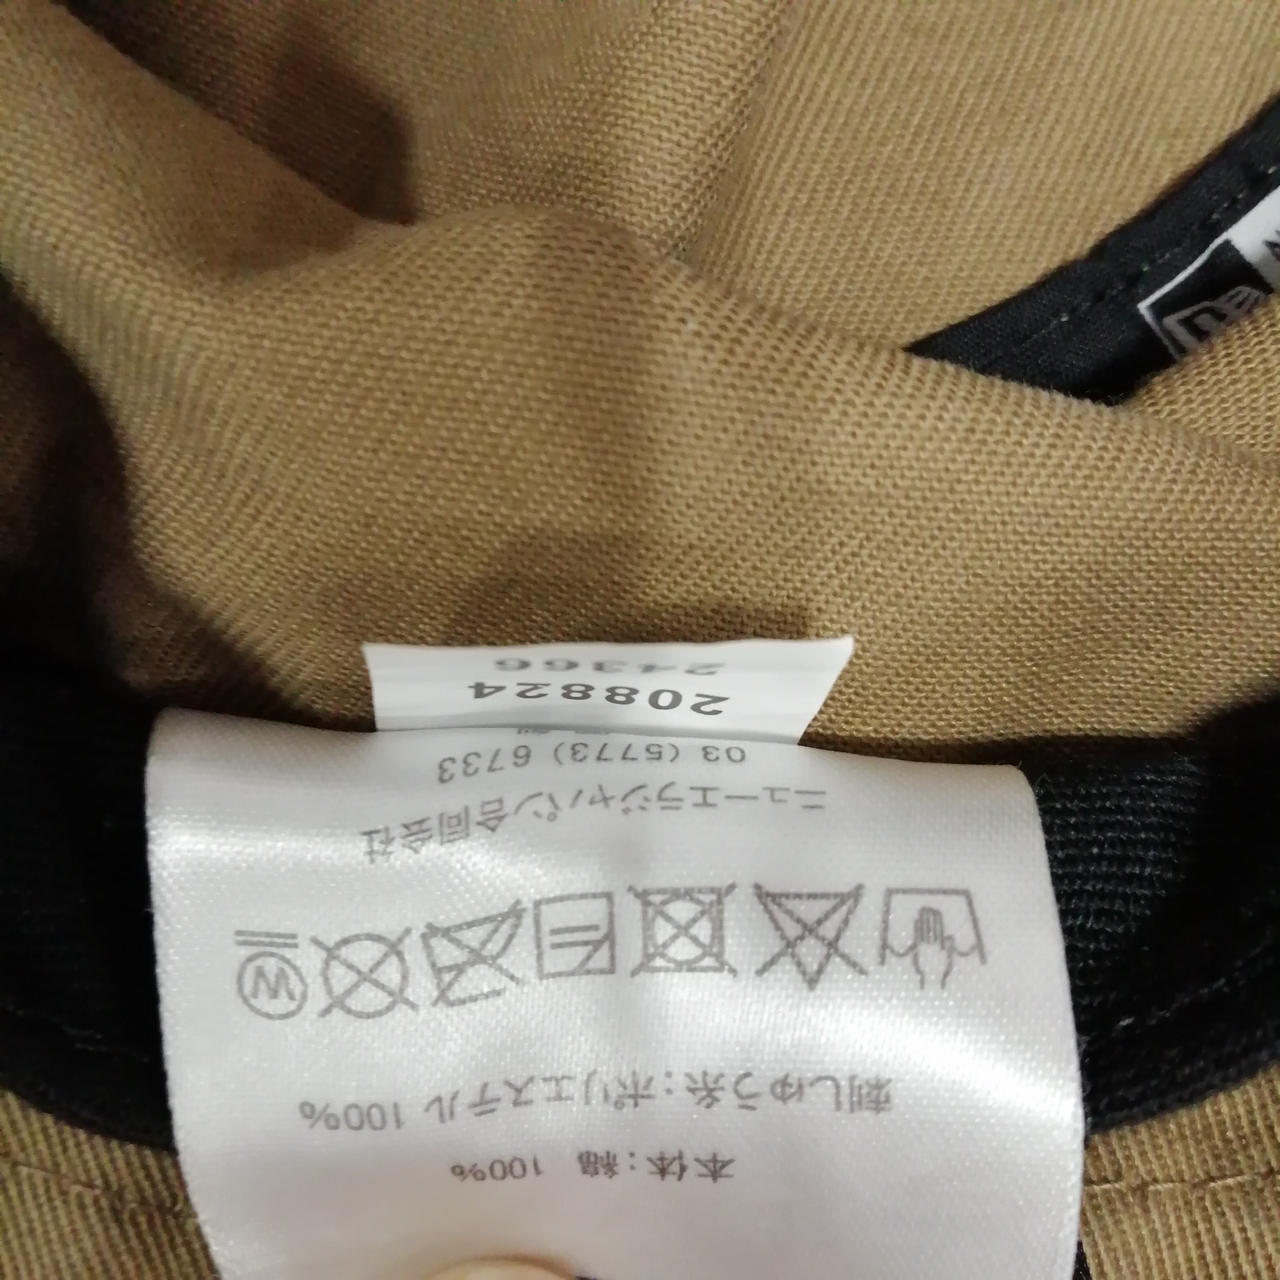 本体:綿 100%
刺しゅう糸:ポリエステル 100%
W
ニューエラジャパン合同会社
03 (5773) 6733
208824
24366